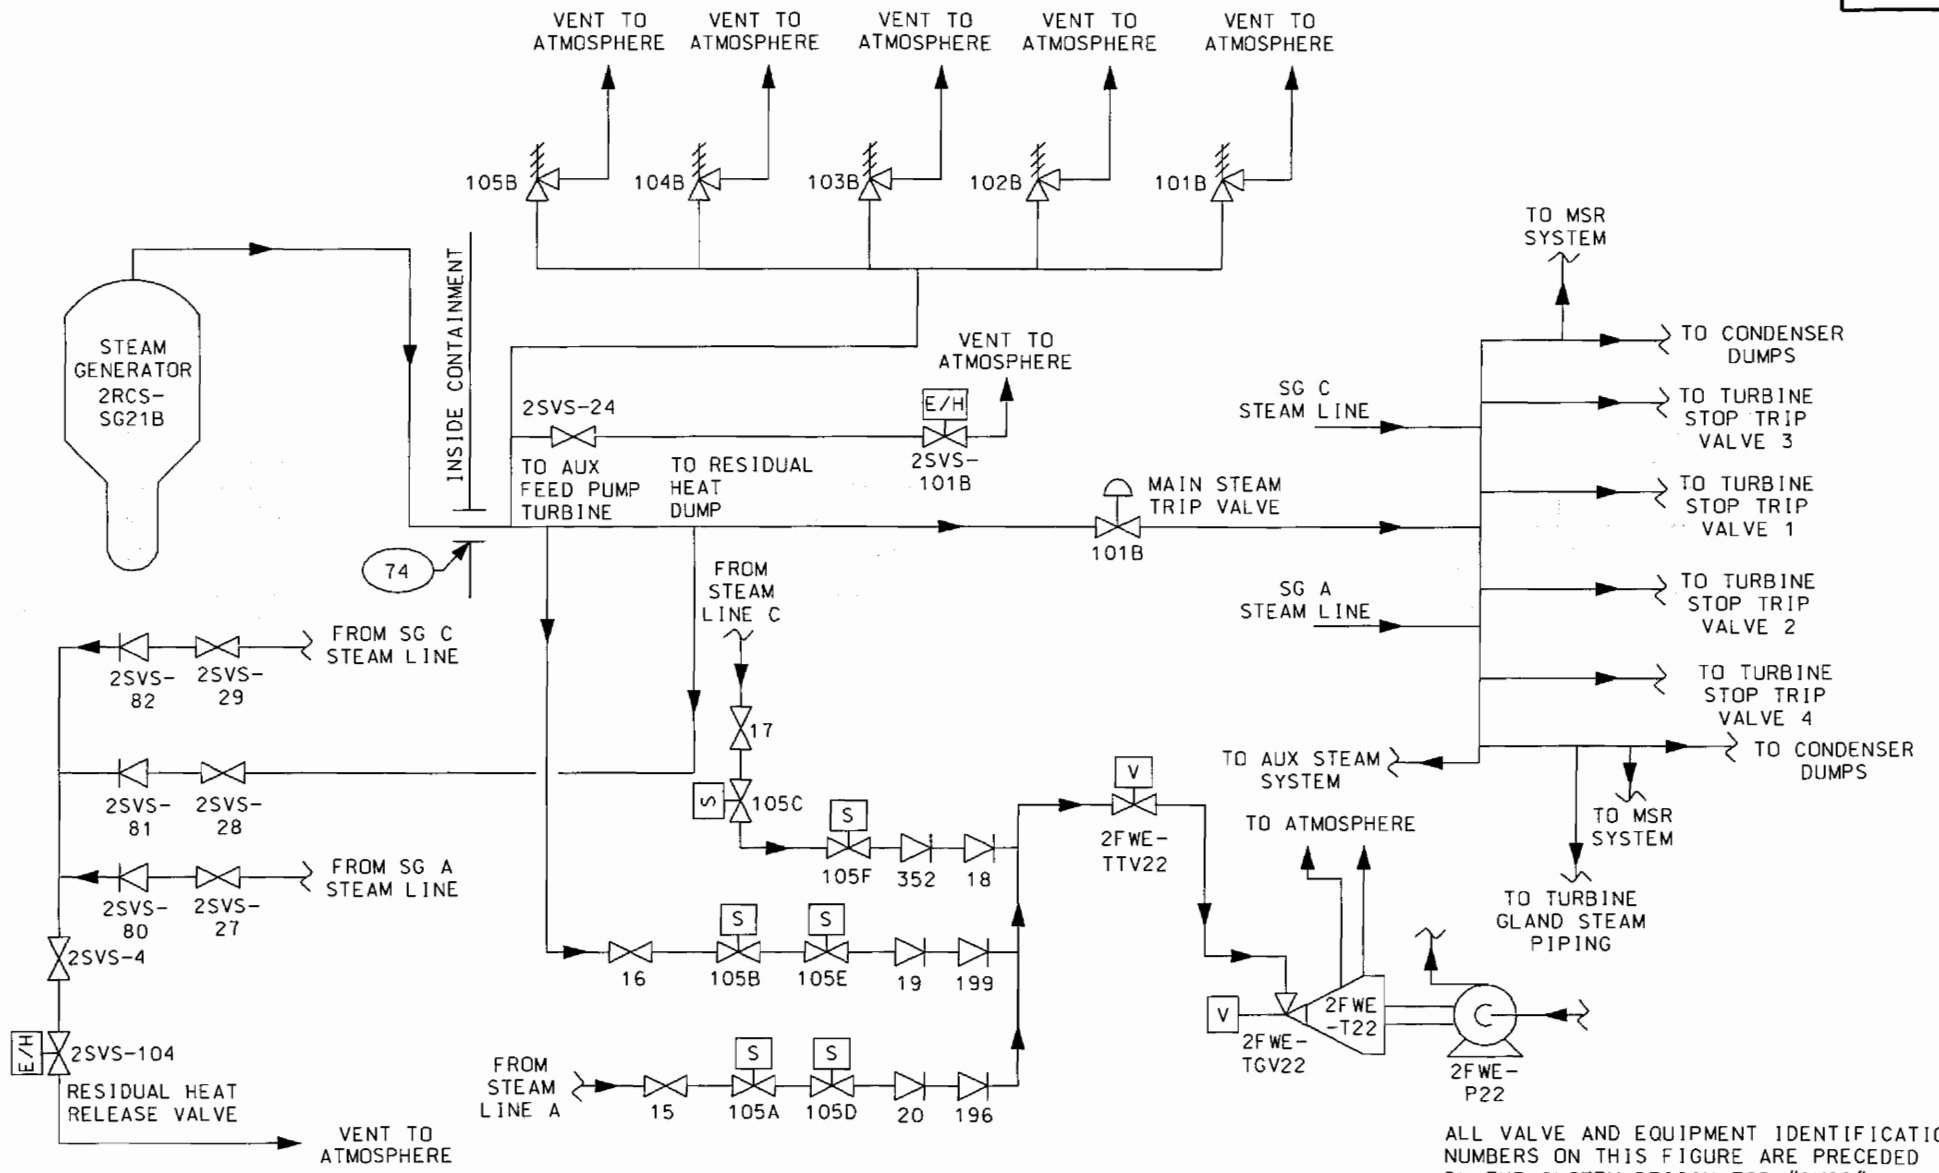 VENT TO
ATMOSPHERE
VENT TO
ATMOSPHERE
VENT TO
ATMOSPHERE
VENT TO
ATMOSPHERE
VENT TO
ATMOSPHERE
105B
104B
103B
102B
101B
STEAM
GENERATOR
2RCS-
SG21B
INSIDE CONTAINMENT
74
2SVS-24
TO AUX
FEED PUMP
TURBINE
TO RESIDUAL
HEAT
DUMP
VENT TO
ATMOSPHERE
E/H
2SVS-
101B
MAIN STEAM
TRIP VALVE
101B
SG C
STEAM LINE
SG A
STEAM LINE
TO MSR
SYSTEM
TO CONDENSER
DUMPS
TO TURBINE
STOP TRIP
VALVE 3
TO TURBINE
STOP TRIP
VALVE 1
TO TURBINE
STOP TRIP
VALVE 2
TO TURBINE
STOP TRIP
VALVE 4
TO CONDENSER
DUMPS
TO AUX STEAM
SYSTEM
TO MSR
SYSTEM
TO TURBINE
GLAND STEAM
PIPING
FROM SG C
STEAM LINE
2SVS-
82
2SVS-
29
2SVS-
81
2SVS-
28
FROM SG A
STEAM LINE
2SVS-
80
2SVS-
27
2SVS-4
E/H
2SVS-104
RESIDUAL HEAT
RELEASE VALVE
VENT TO
ATMOSPHERE
FROM
STEAM
LINE C
17
S
105C
S
105F
352
18
16
S
105B
S
105E
19
199
FROM
STEAM
LINE A
15
S
105A
S
105D
20
196
V
2FWE-
TTV22
TO ATMOSPHERE
V
2FWE-
TGV22
2FWE
-T22
C
2FWE-
P22
ALL VALVE AND EQUIPMENT IDENTIFICATIO
NUMBERS ON THIS FIGURE ARE PRECEDED